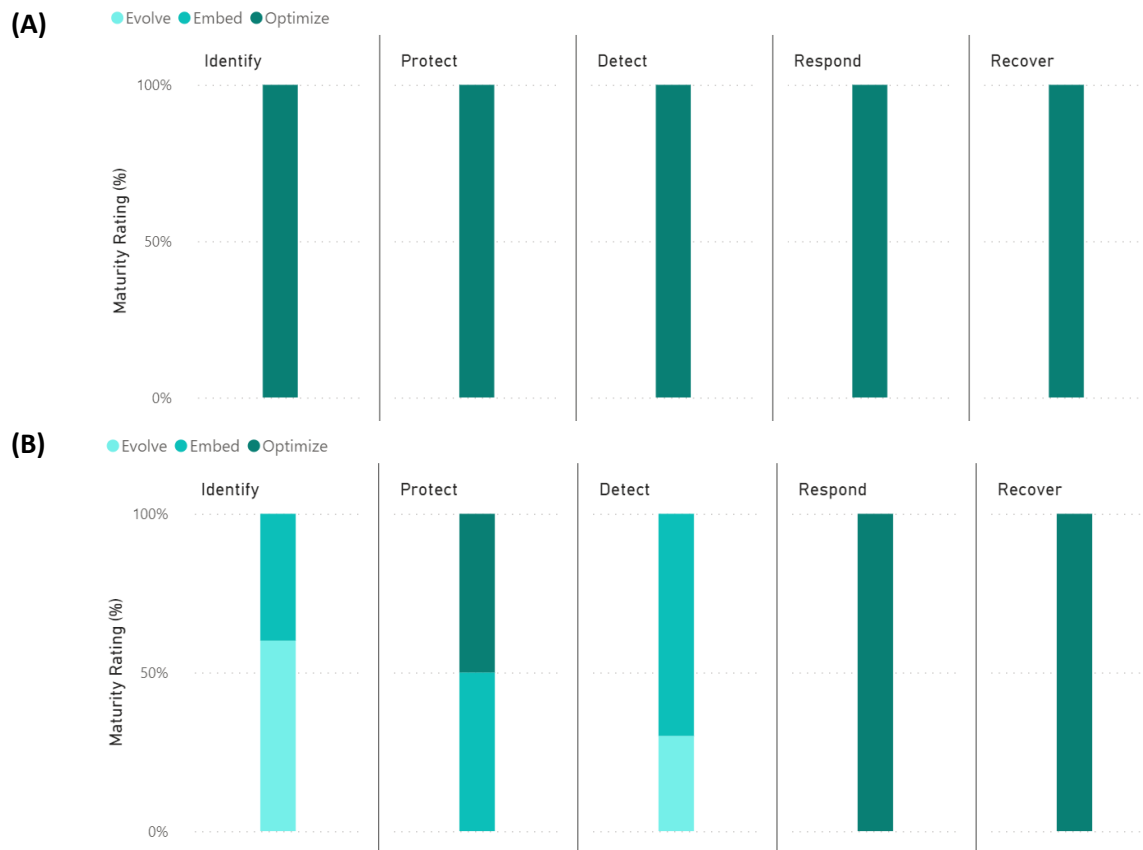 (A)
Evolve Embed Optimize
Identify Protect Detect Respond Recover
100%
50%
0%
Maturity Rating (%)
(B)
Evolve Embed Optimize
Identify Protect Detect Respond Recover
100%
50%
0%
Maturity Rating (%)